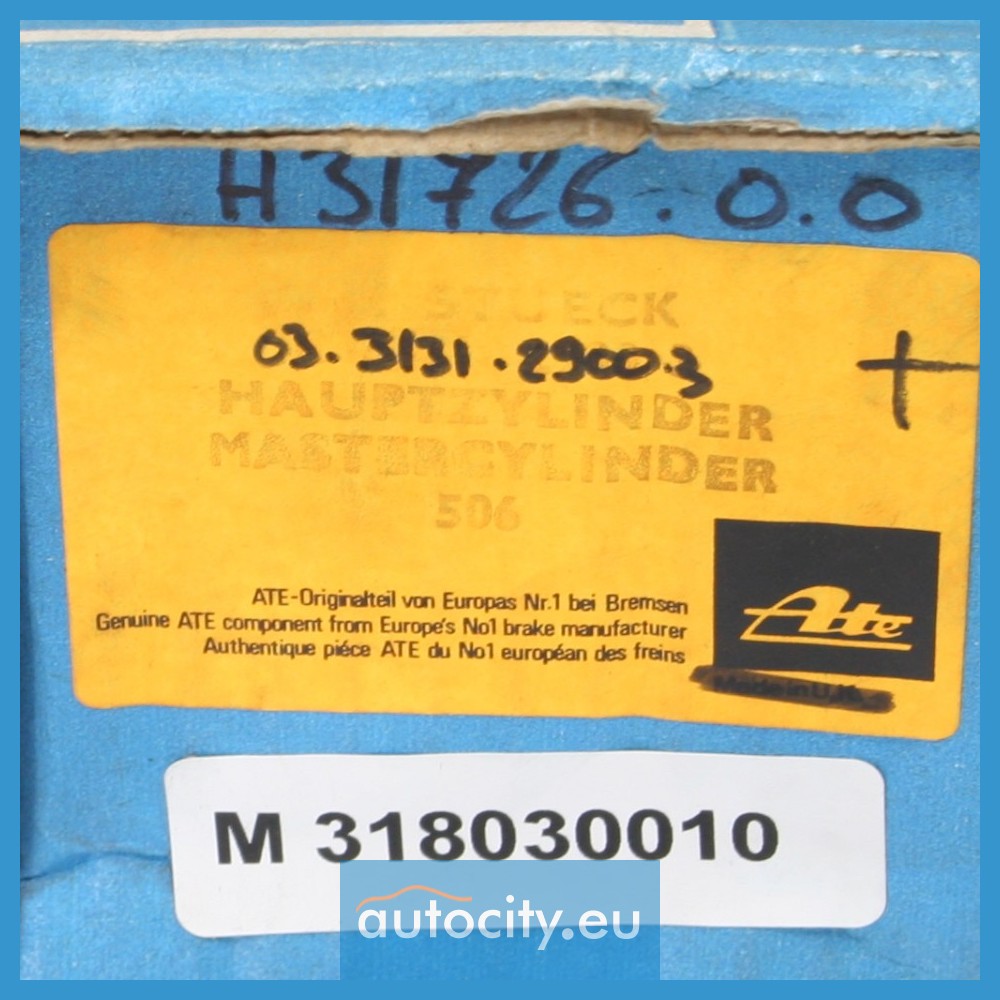 H31726.0.0
STUECK
03.3131.2900.3
HAUPTZYLINDER
MASTERCYLINDER
506
ATE-Originalteil von Europas Nr.1 bei Bremsen
Genuine ATE component from Europe's No1 brake manufacturer
Authentique piéce ATE du No1 européan des freins
Ate
Made in U.K.
M 318030010
autocity.eu